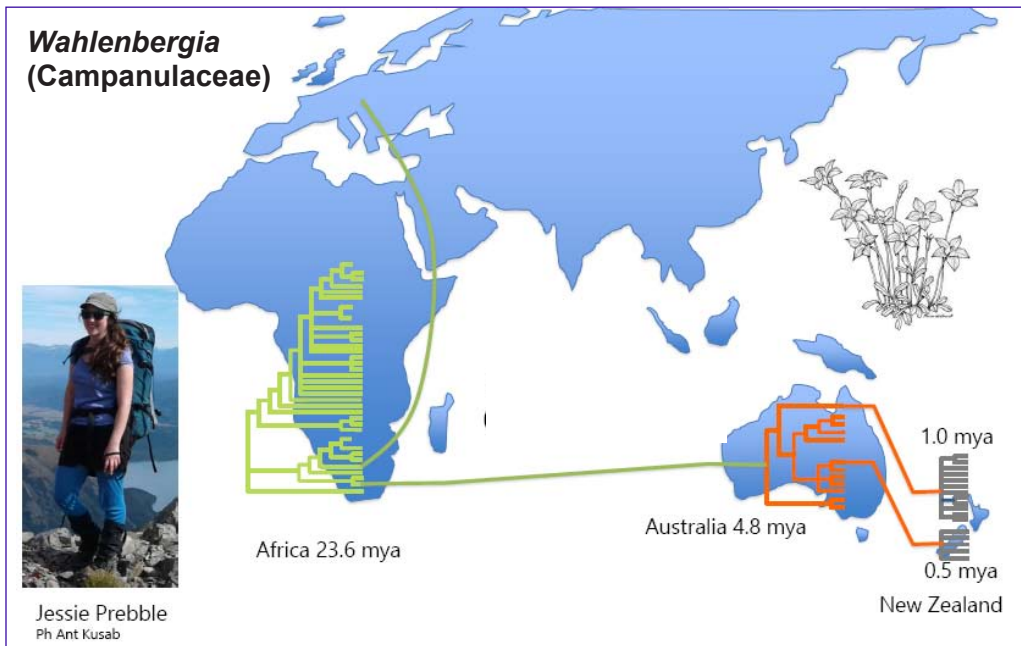 Wahlenbergia
(Campanulaceae)
1.0 mya
Australia 4.8 mya
Africa 23.6 mya
0.5 mya
New Zealand
Jessie Prebble
Ph Ant Kusab